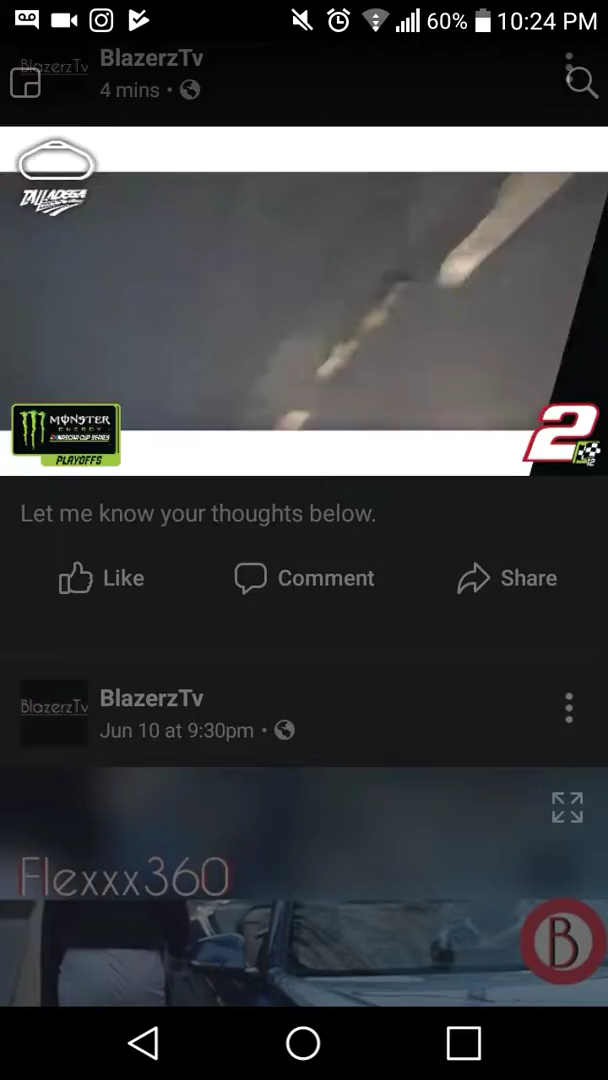 60% 10:24 PM
BlazerzTv
BlazerzTv
4 mins
TALLADEGA
MONSTER
ENERGY
NASCAR CUP SERIES
PLAYOFFS
2
12
Let me know your thoughts below.
Like Comment Share
BlazerzTv
BlazerzTv
Jun 10 at 9:30pm
Flexxx360
B